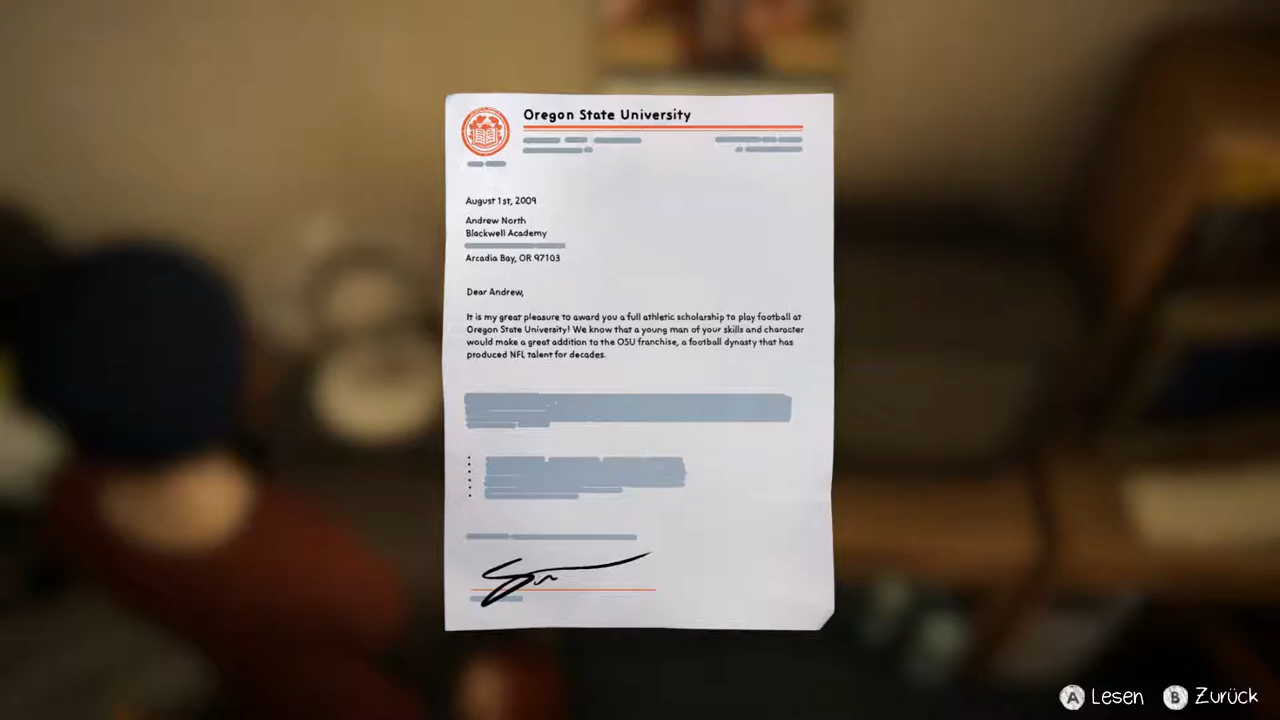 Oregon State University
August 1st, 2009
Andrew North
Blackwell Academy
Arcadia Bay, OR 97103
Dear Andrew,
It is my great pleasure to award you a full athletic scholarship to play football at
Oregon State University! We know that a young man of your skills and character
would make a great addition to the OSU franchise, a football dynasty that has
produced NFL talent for decades.
A Lesen B Zurück